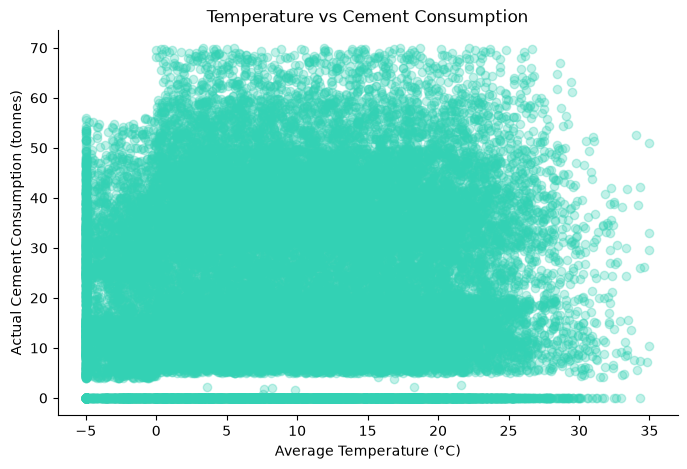 Temperature vs Cement Consumption
Actual Cement Consumption (tonnes)
70
60
50
40
30
20
10
0
−5 0 5 10 15 20 25 30 35
Average Temperature (°C)